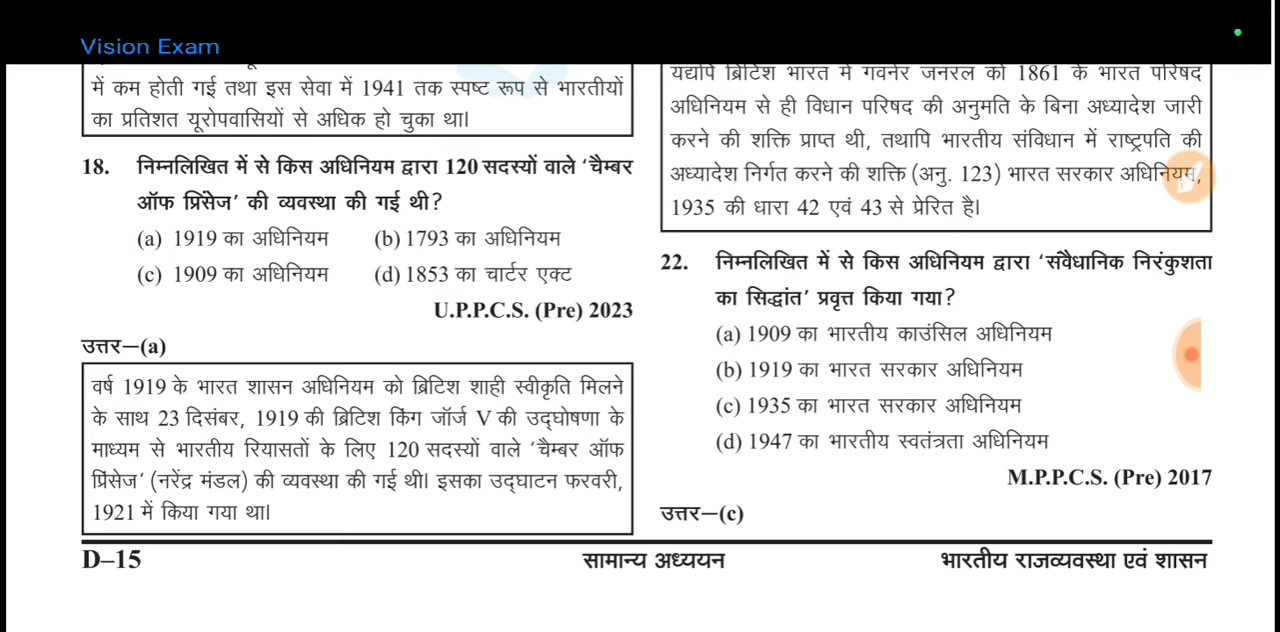 Vision Exam
में कम होती गई तथा इस सेवा में 1941 तक स्पष्ट रूप से भारतीयों
का प्रतिशत यूरोपवासियों से अधिक हो चुका था।
18. निम्नलिखित में से किस अधिनियम द्वारा 120 सदस्यों वाले ‘चैम्बर
ऑफ प्रिंसेज’ की व्यवस्था की गई थी?
(a) 1919 का अधिनियम (b) 1793 का अधिनियम
(c) 1909 का अधिनियम (d) 1853 का चार्टर एक्ट
U.P.P.C.S. (Pre) 2023
उत्तर–(a)
वर्ष 1919 के भारत शासन अधिनियम को ब्रिटिश शाही स्वीकृति मिलने
के साथ 23 दिसंबर, 1919 की ब्रिटिश किंग जॉर्ज V की उद्घोषणा के
माध्यम से भारतीय रियासतों के लिए 120 सदस्यों वाले ‘चैम्बर ऑफ
प्रिंसेज’ (नरेंद्र मंडल) की व्यवस्था की गई थी। इसका उद्घाटन फरवरी,
1921 में किया गया था।
यद्यपि ब्रिटिश भारत में गवर्नर जनरल को 1861 के भारत परिषद
अधिनियम से ही विधान परिषद की अनुमति के बिना अध्यादेश जारी
करने की शक्ति प्राप्त थी, तथापि भारतीय संविधान में राष्ट्रपति की
अध्यादेश निर्गत करने की शक्ति (अनु. 123) भारत सरकार अधिनियम,
1935 की धारा 42 एवं 43 से प्रेरित है।
22. निम्नलिखित में से किस अधिनियम द्वारा ‘संवैधानिक निरंकुशता
का सिद्धांत’ प्रवृत्त किया गया?
(a) 1909 का भारतीय काउंसिल अधिनियम
(b) 1919 का भारत सरकार अधिनियम
(c) 1935 का भारत सरकार अधिनियम
(d) 1947 का भारतीय स्वतंत्रता अधिनियम
M.P.P.C.S. (Pre) 2017
उत्तर–(c)
D–15 सामान्य अध्ययन भारतीय राजव्यवस्था एवं शासन